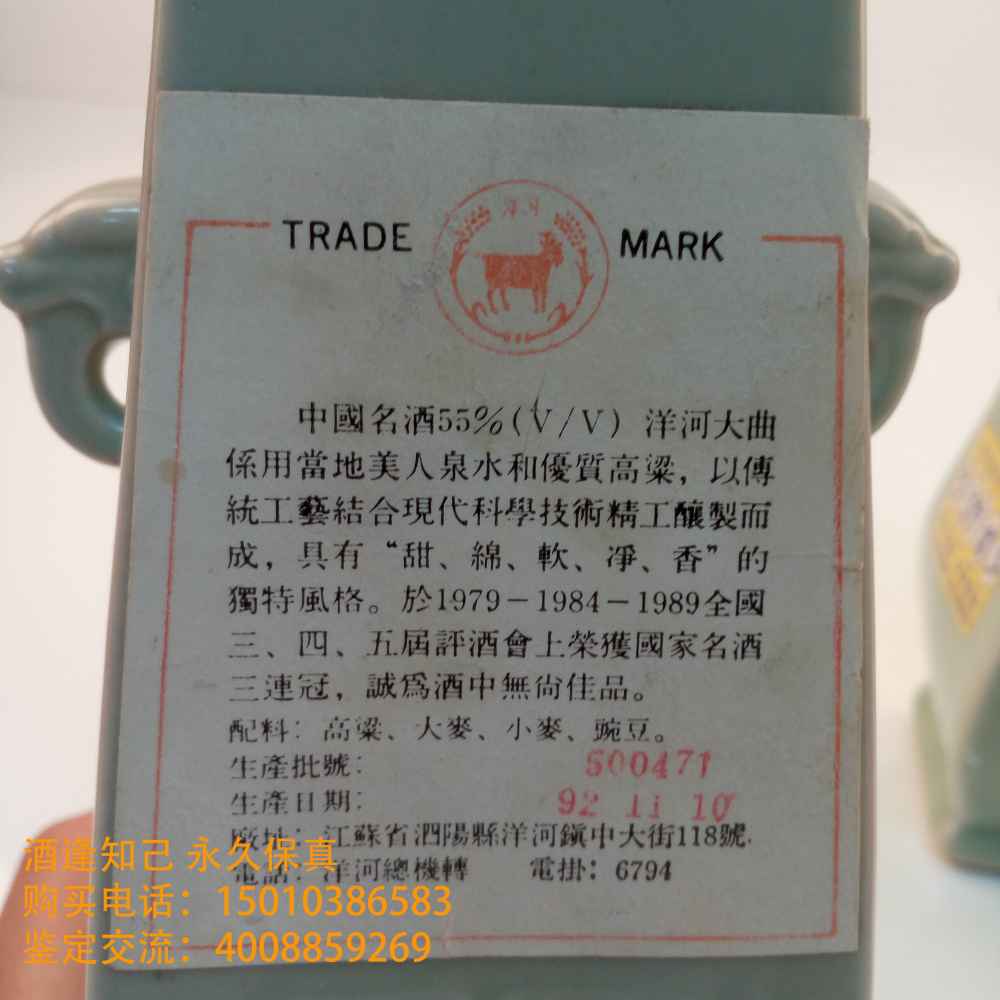 TRADE MARK
中國名酒55%(V/V) 洋河大曲
係用當地美人泉水和優質高粱，以傳
統工藝結合現代科學技術精工釀製而
成，具有“甜、綿、軟、凈、香”的
獨特風格。於1979－1984－1989全國
三、四、五屆評酒會上榮獲國家名酒
三連冠，誠爲酒中無尙佳品。
配料：高粱、大麥、小麥、豌豆。
生產批號：500471
生產日期：92 11 10
廠址：江蘇省泗陽縣洋河鎮中大街118號
電話：洋河總機轉 電掛：6794
酒逢知己 永久保真
购买电话：15010386583
鉴定交流：4008859269